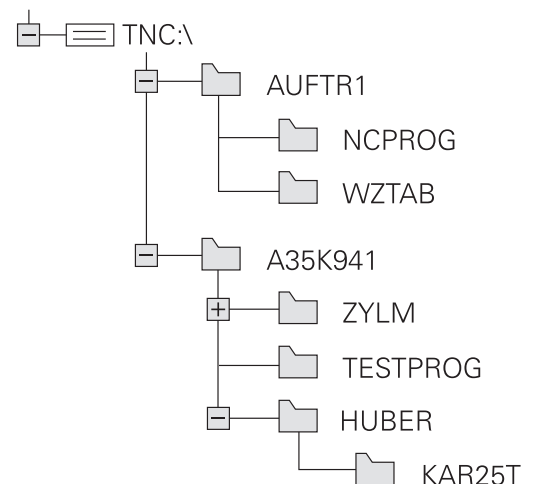 TNC:\
AUFTR1
NCPROG
WZTAB
A35K941
ZYLM
TESTPROG
HUBER
KAR25T